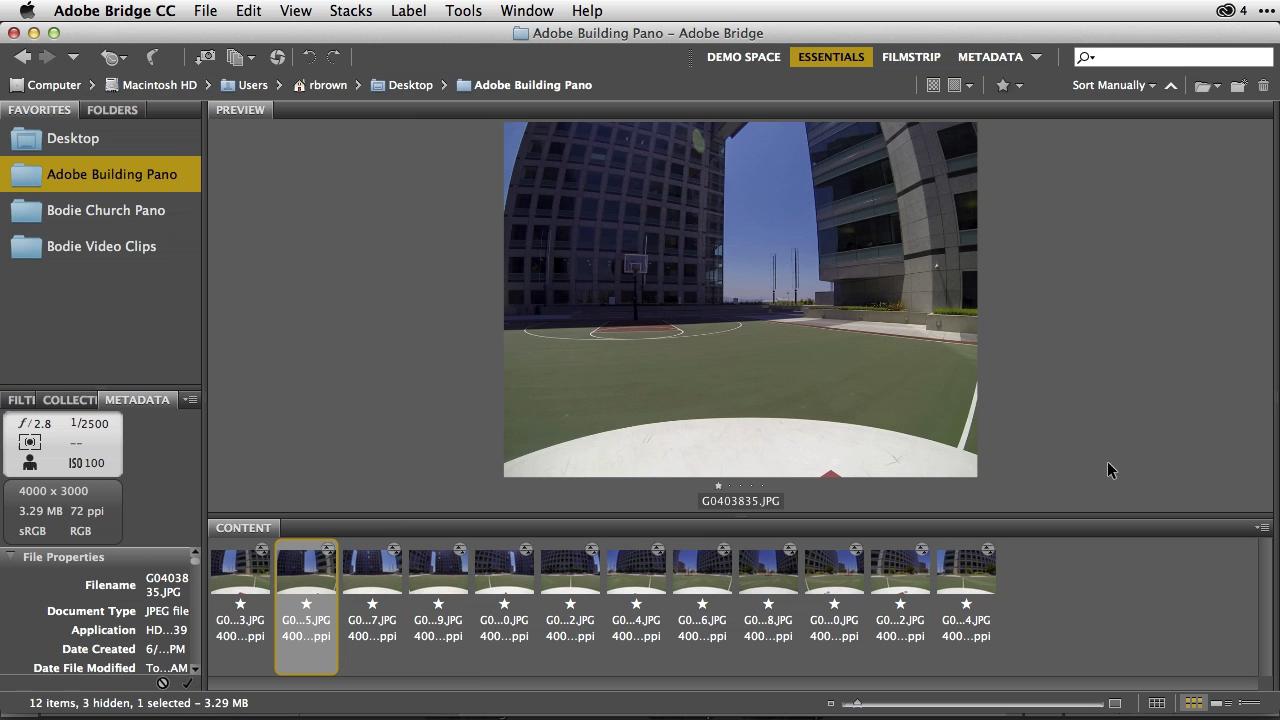 Adobe Bridge CC File Edit View Stacks Label Tools Window Help 4
Adobe Building Pano – Adobe Bridge
DEMO SPACE ESSENTIALS FILMSTRIP METADATA
Computer Macintosh HD Users rbrown Desktop Adobe Building Pano Sort Manually
FAVORITES FOLDERS PREVIEW
Desktop
Adobe Building Pano
Bodie Church Pano
Bodie Video Clips
FILTI COLLECTI METADATA
f/2.8 1/2500
--
ISO 100
4000 x 3000
3.29 MB 72 ppi
sRGB RGB
File Properties
Filename G04038
35.JPG
Document Type JPEG file
Application HD...39
Date Created 6/...PM
Date File Modified To...AM
G0403835.JPG
CONTENT
G0...3.JPG G0...5.JPG G0...7.JPG G0...9.JPG G0...0.JPG G0...2.JPG G0...4.JPG G0...6.JPG G0...8.JPG G0...0.JPG G0...2.JPG G0...4.JPG
400...ppi 400...ppi 400...ppi 400...ppi 400...ppi 400...ppi 400...ppi 400...ppi 400...ppi 400...ppi 400...ppi 400...ppi
12 items, 3 hidden, 1 selected – 3.29 MB